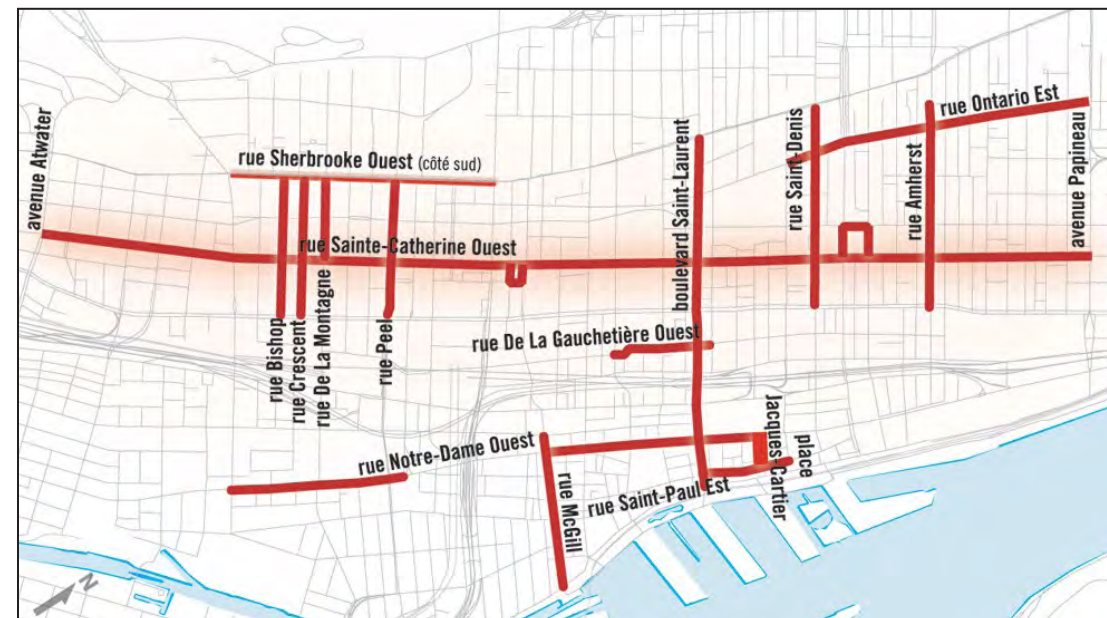 rue Ontario Est
avenue Atwater
rue Sherbrooke Ouest (côté sud)
boulevard Saint-Laurent
rue Saint-Denis
rue Amherst
avenue Papineau
rue Sainte-Catherine Ouest
rue Bishop
rue Crescent
rue De La Montagne
rue Peel
rue De La Gauchetière Ouest
rue Notre-Dame Ouest
rue McGill
rue Saint-Paul Est
place
Jacques-Cartier
N